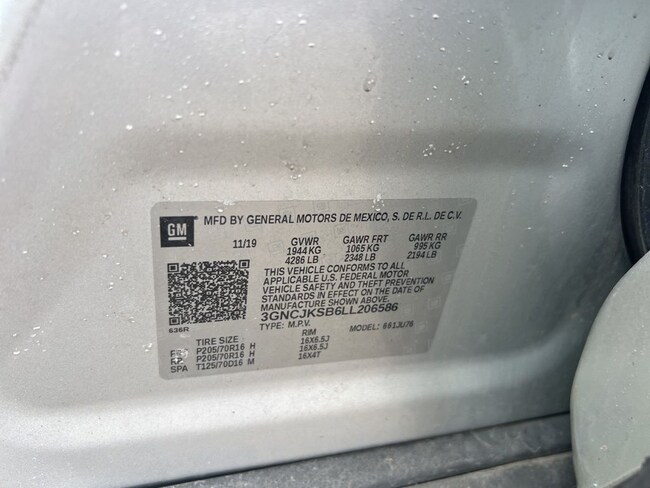 GM MFD BY GENERAL MOTORS DE MEXICO, S. DE R.L. DE C.V.
11/19 GVWR GAWR FRT GAWR RR
1944 KG 1065 KG 995 KG
4286 LB 2348 LB 2194 LB
THIS VEHICLE CONFORMS TO ALL
APPLICABLE U.S. FEDERAL MOTOR
VEHICLE SAFETY AND THEFT PREVENTION
STANDARDS IN EFFECT ON THE DATE OF
MANUFACTURE SHOWN ABOVE.
3GNCJKSB6LL206586
TYPE: M.P.V. MODEL: 661JU76
TIRE SIZE RIM
P205/70R16 H 16X6.5J
P205/70R16 H 16X6.5J
SPA T125/70D16 M 16X4T